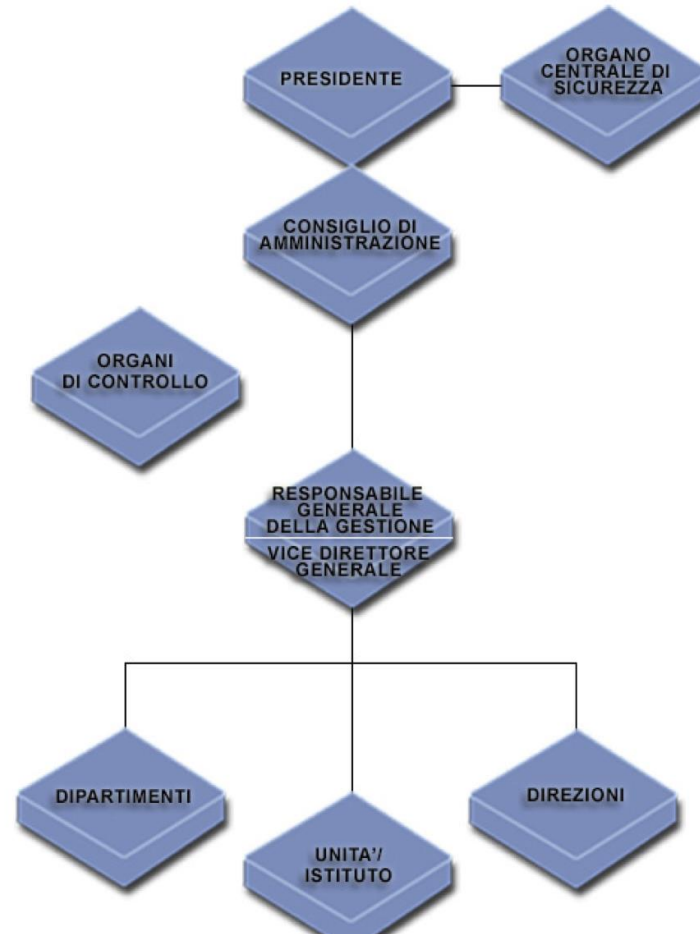 PRESIDENTE
ORGANO
CENTRALE DI
SICUREZZA
CONSIGLIO DI
AMMINISTRAZIONE
ORGANI
DI CONTROLLO
RESPONSABILE
GENERALE
DELLA GESTIONE
VICE DIRETTORE
GENERALE
DIPARTIMENTI
UNITA'/
ISTITUTO
DIREZIONI